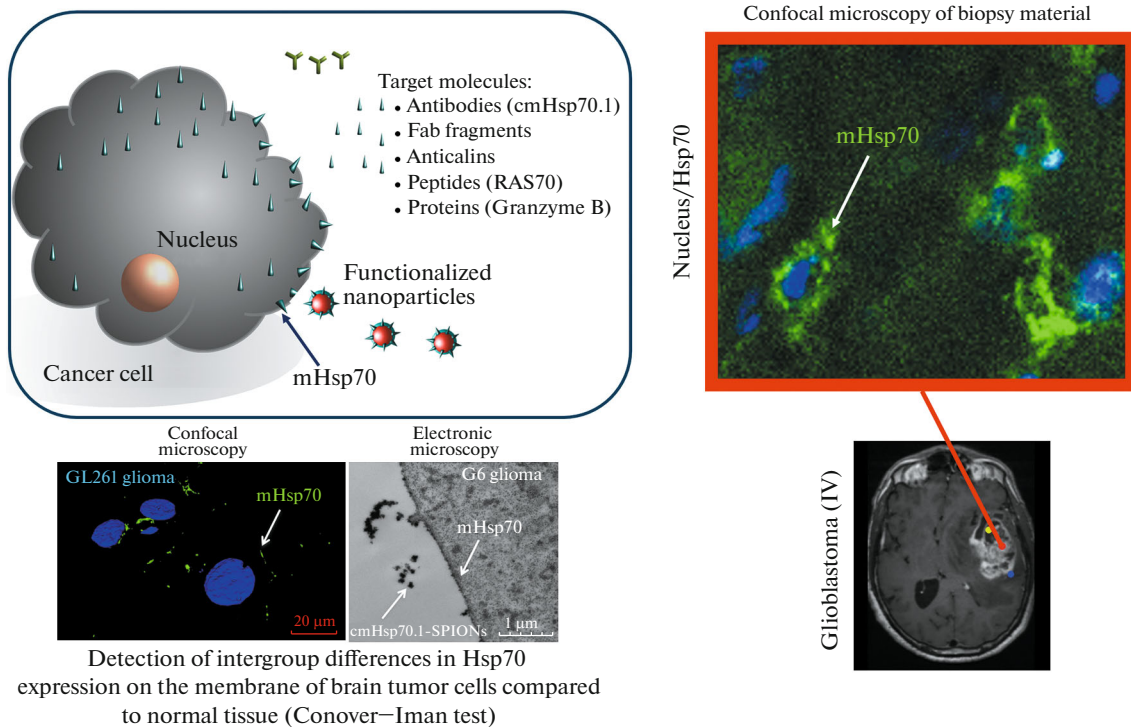 Target molecules:
• Antibodies (cmHsp70.1)
• Fab fragments
• Anticalins
• Peptides (RAS70)
• Proteins (Granzyme B)
Nucleus
Functionalized
nanoparticles
Cancer cell
mHsp70
Confocal
microscopy
GL261 glioma
mHsp70
20 μm
Electronic
microscopy
G6 glioma
mHsp70
cmHsp70.1-SPIONs
1 μm
Detection of intergroup differences in Hsp70
expression on the membrane of brain tumor cells compared
to normal tissue (Conover–Iman test)
Confocal microscopy of biopsy material
Nucleus/Hsp70
mHsp70
Glioblastoma (IV)